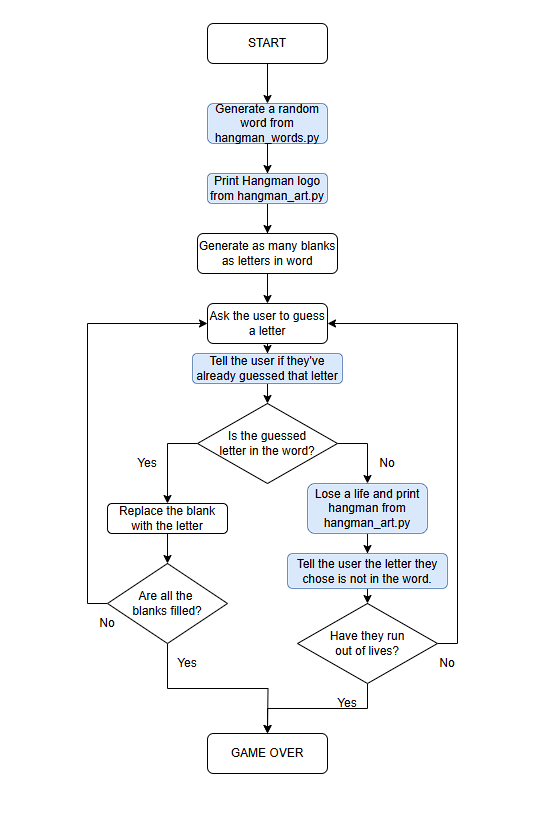 START
Generate a random
word from
hangman_words.py
Print Hangman logo
from hangman_art.py
Generate as many blanks
as letters in word
Ask the user to guess
a letter
Tell the user if they've
already guessed that letter
Is the guessed
letter in the word?
Yes
No
Replace the blank
with the letter
Lose a life and print
hangman from
hangman_art.py
Tell the user the letter they
chose is not in the word.
Are all the
blanks filled?
No
Yes
Have they run
out of lives?
No
Yes
GAME OVER